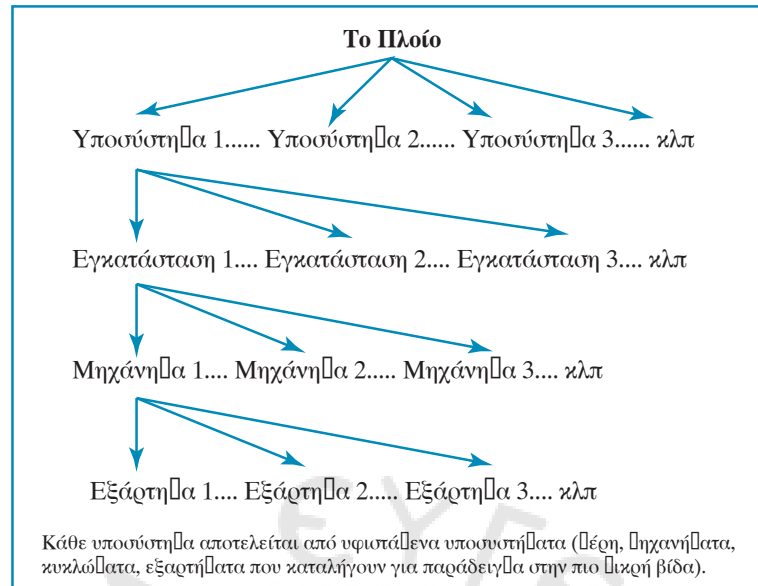 Το Πλοίο
Υποσύστη▯α 1...... Υποσύστη▯α 2...... Υποσύστη▯α 3...... κλπ
Εγκατάσταση 1.... Εγκατάσταση 2.... Εγκατάσταση 3.... κλπ
Μηχάνη▯α 1.... Μηχάνη▯α 2..... Μηχάνη▯α 3.... κλπ
Εξάρτη▯α 1.... Εξάρτη▯α 2..... Εξάρτη▯α 3.... κλπ
Κάθε υποσύστη▯α αποτελείται από υφιστά▯ενα υποσυστή▯ατα (▯έρη, ▯ηχανή▯ατα,
κυκλώ▯ατα, εξαρτή▯ατα που καταλήγουν για παράδειγ▯α στην πιο ▯ικρή βίδα).